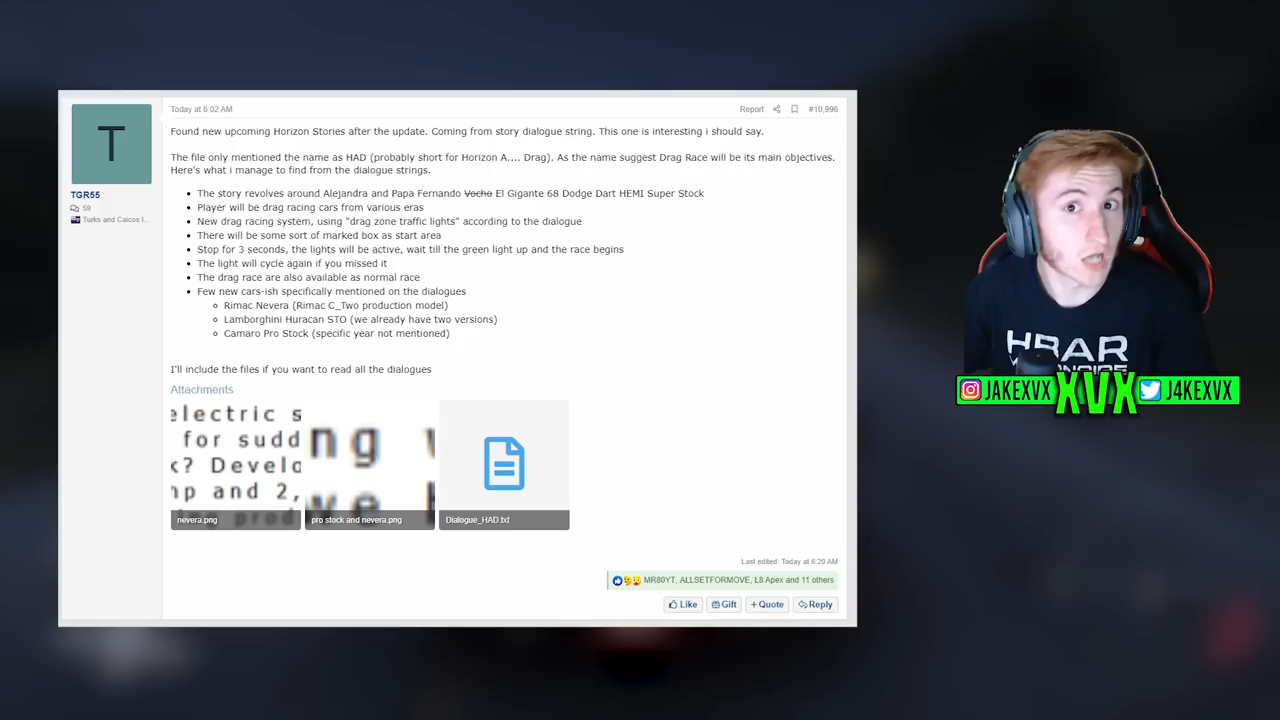 Today at 6:02 AM
Report
#10,996
T
TGR55
59
Turks and Caicos I...
Found new upcoming Horizon Stories after the update. Coming from story dialogue string. This one is interesting i should say.
The file only mentioned the name as HAD (probably short for Horizon A.... Drag). As the name suggest Drag Race will be its main objectives.
Here's what i manage to find from the dialogue strings.
The story revolves around Alejandra and Papa Fernando Vocho El Gigante 68 Dodge Dart HEMI Super Stock
Player will be drag racing cars from various eras
New drag racing system, using "drag zone traffic lights" according to the dialogue
There will be some sort of marked box as start area
Stop for 3 seconds, the lights will be active, wait till the green light up and the race begins
The light will cycle again if you missed it
The drag race are also available as normal race
Few new cars-ish specifically mentioned on the dialogues
Rimac Nevera (Rimac C_Two production model)
Lamborghini Huracan STO (we already have two versions)
Camaro Pro Stock (specific year not mentioned)
I'll include the files if you want to read all the dialogues
Attachments
electric s
for sudd
k? Develo
mp and 2,
nevera.png
ng
ve
pro stock and nevera.png
Dialogue_HAD.txt
Last edited: Today at 6:20 AM
MR80YT, ALLSETFORMOVE, L8 Apex and 11 others
Like
Gift
+ Quote
Reply
JAKEXVX
XVX
J4KEXVX